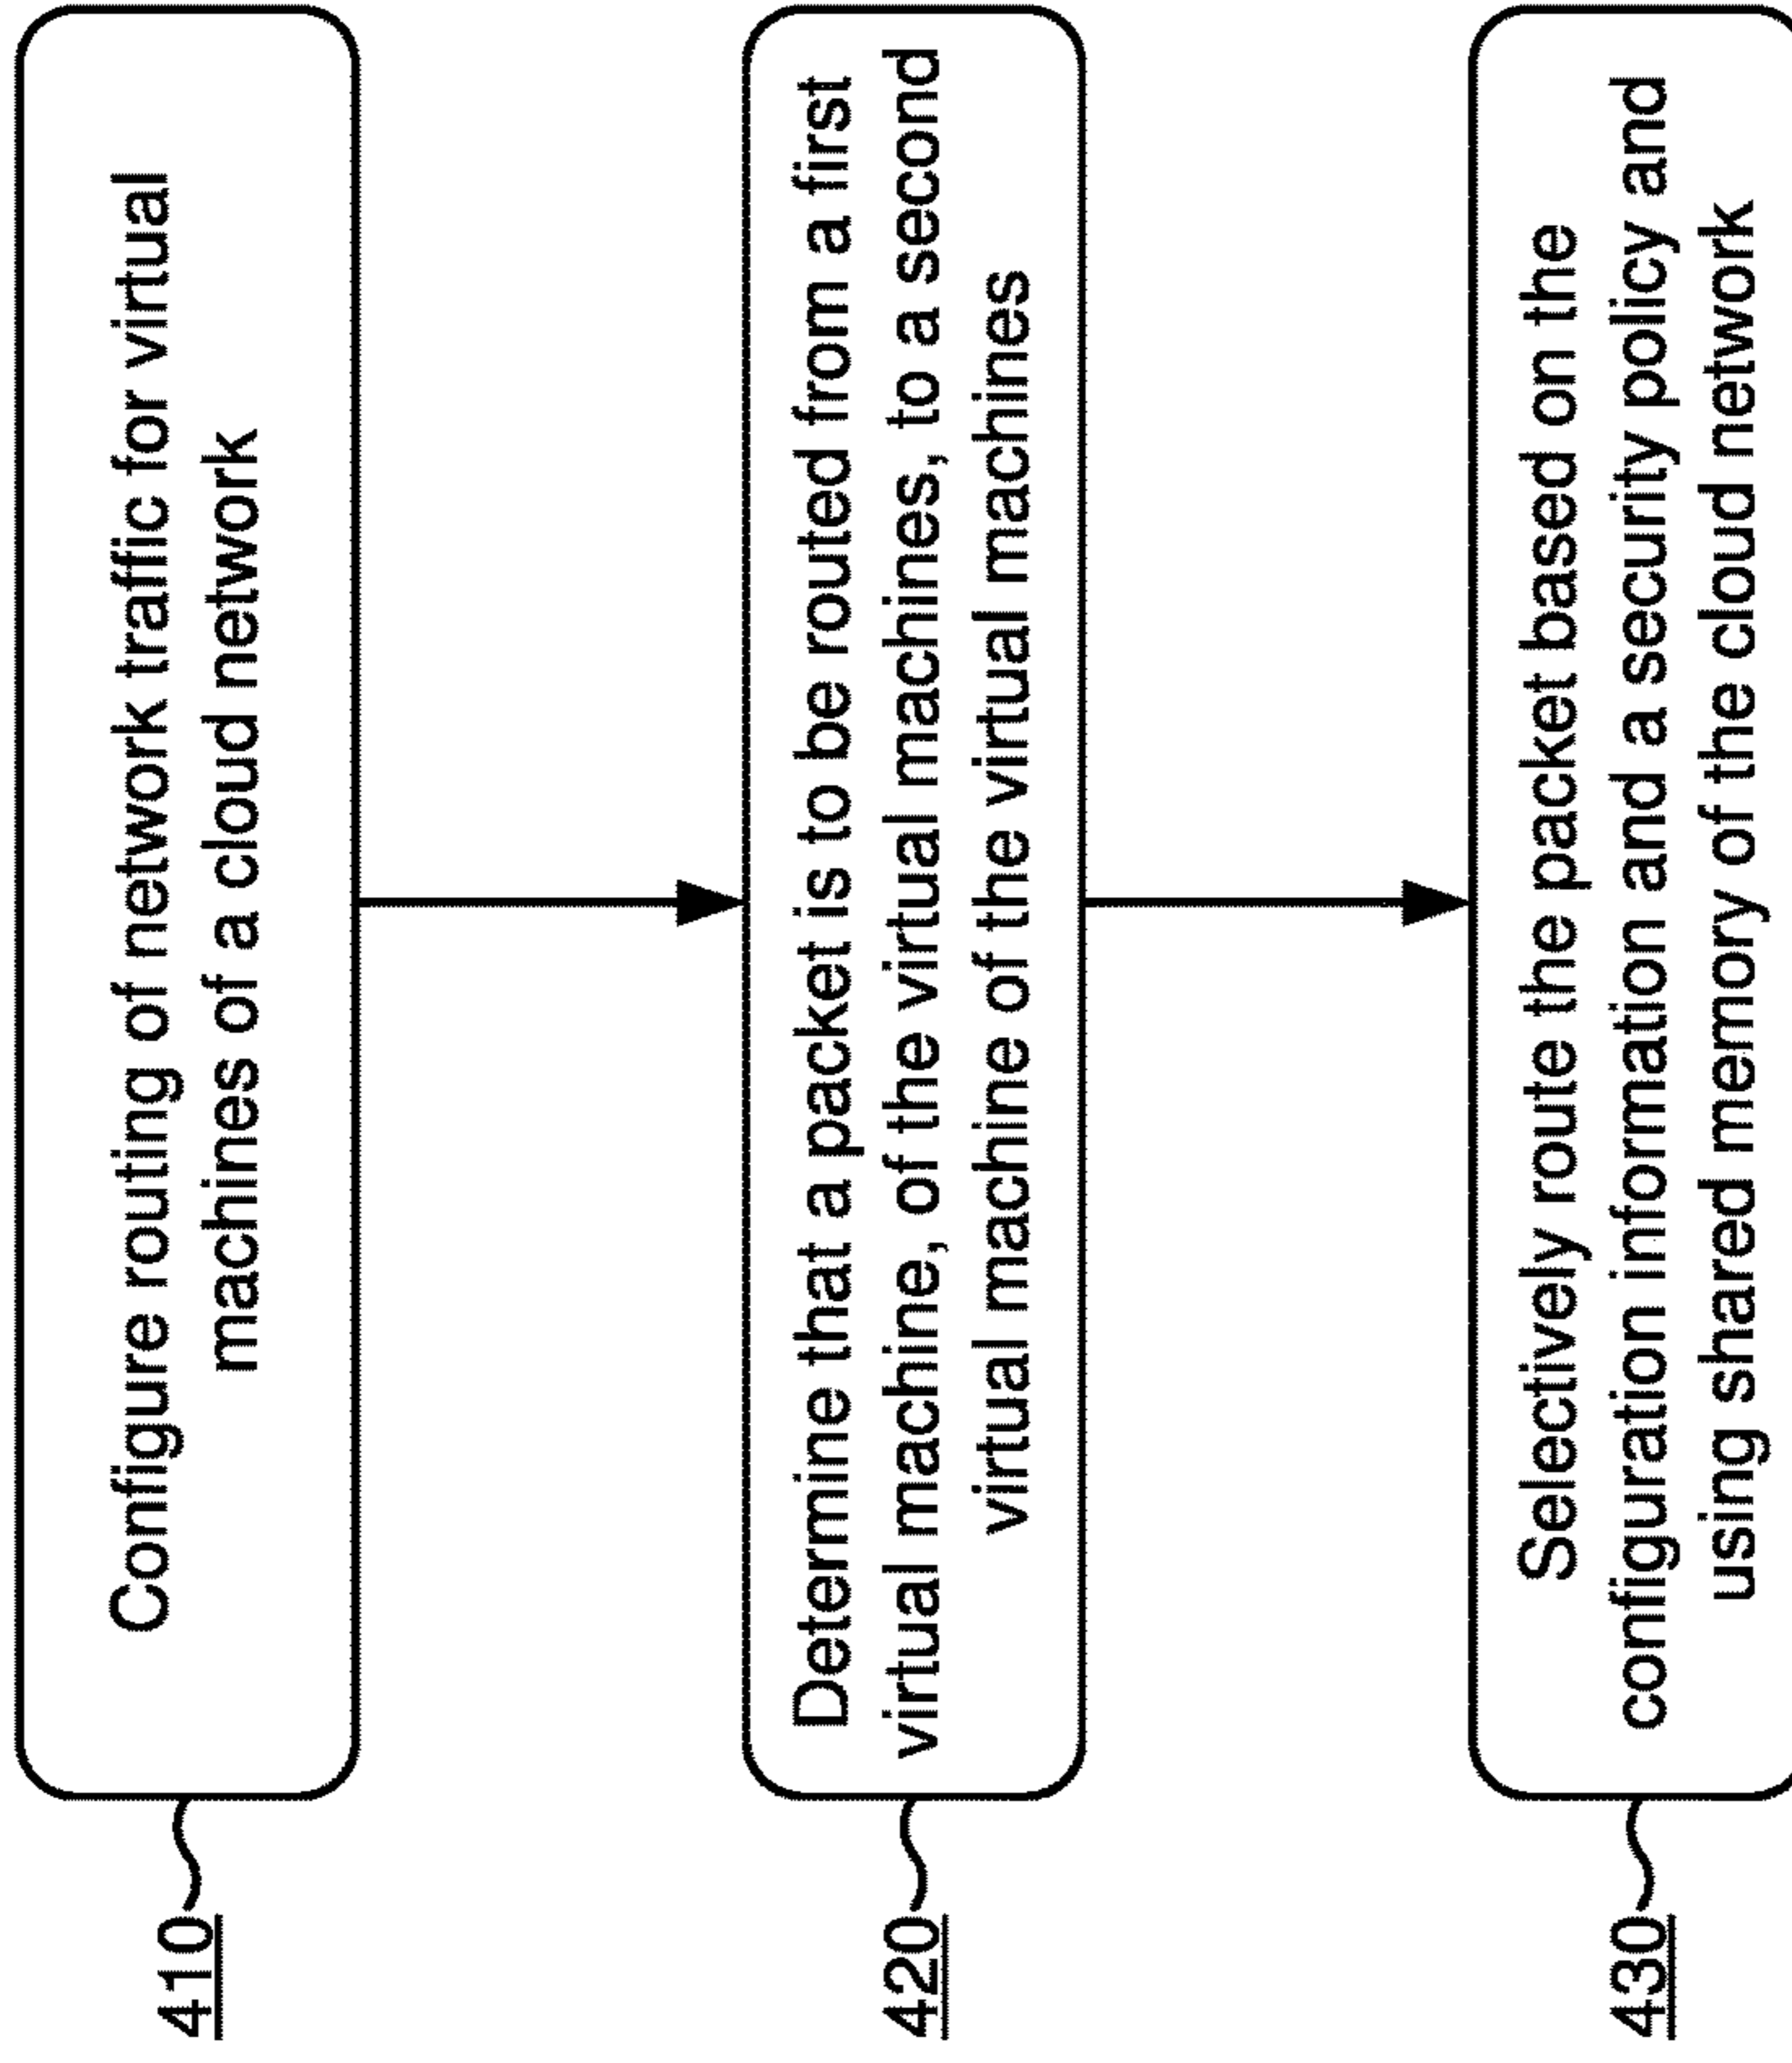 410
Configure routing of network traffic for virtual
machines of a cloud network
420
Determine that a packet is to be routed from a first
virtual machine, of the virtual machines, to a second
virtual machine of the virtual machines
430
Selectively route the packet based on the
configuration information and a security policy and
using shared memory of the cloud network